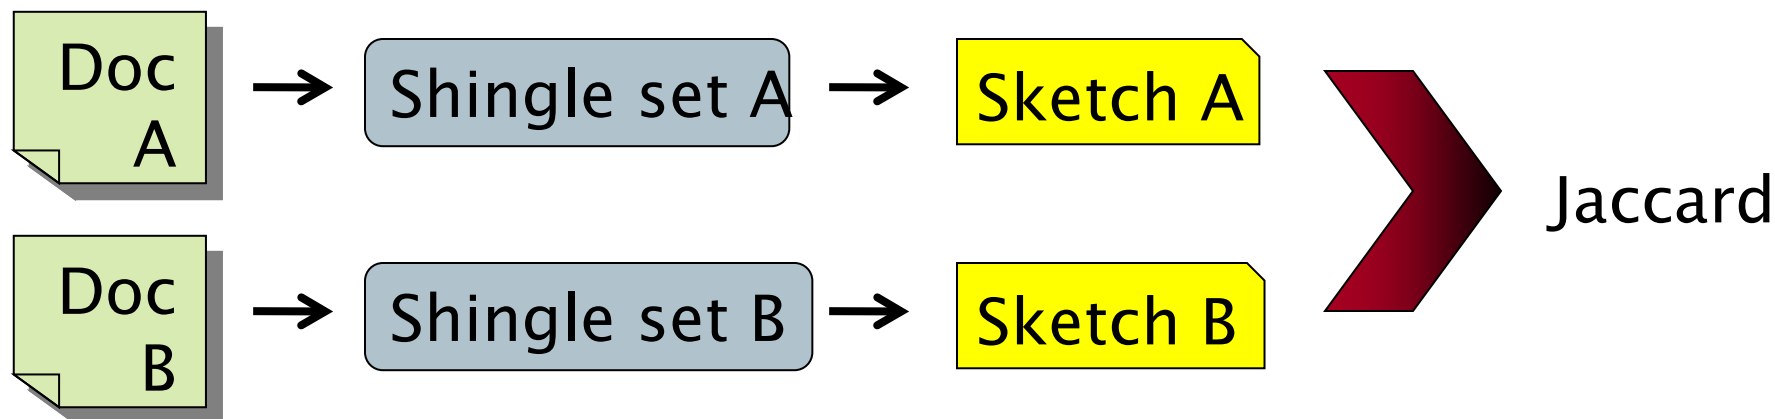 Doc
A
Shingle set A
Sketch A
Doc
B
Shingle set B
Sketch B
Jaccard